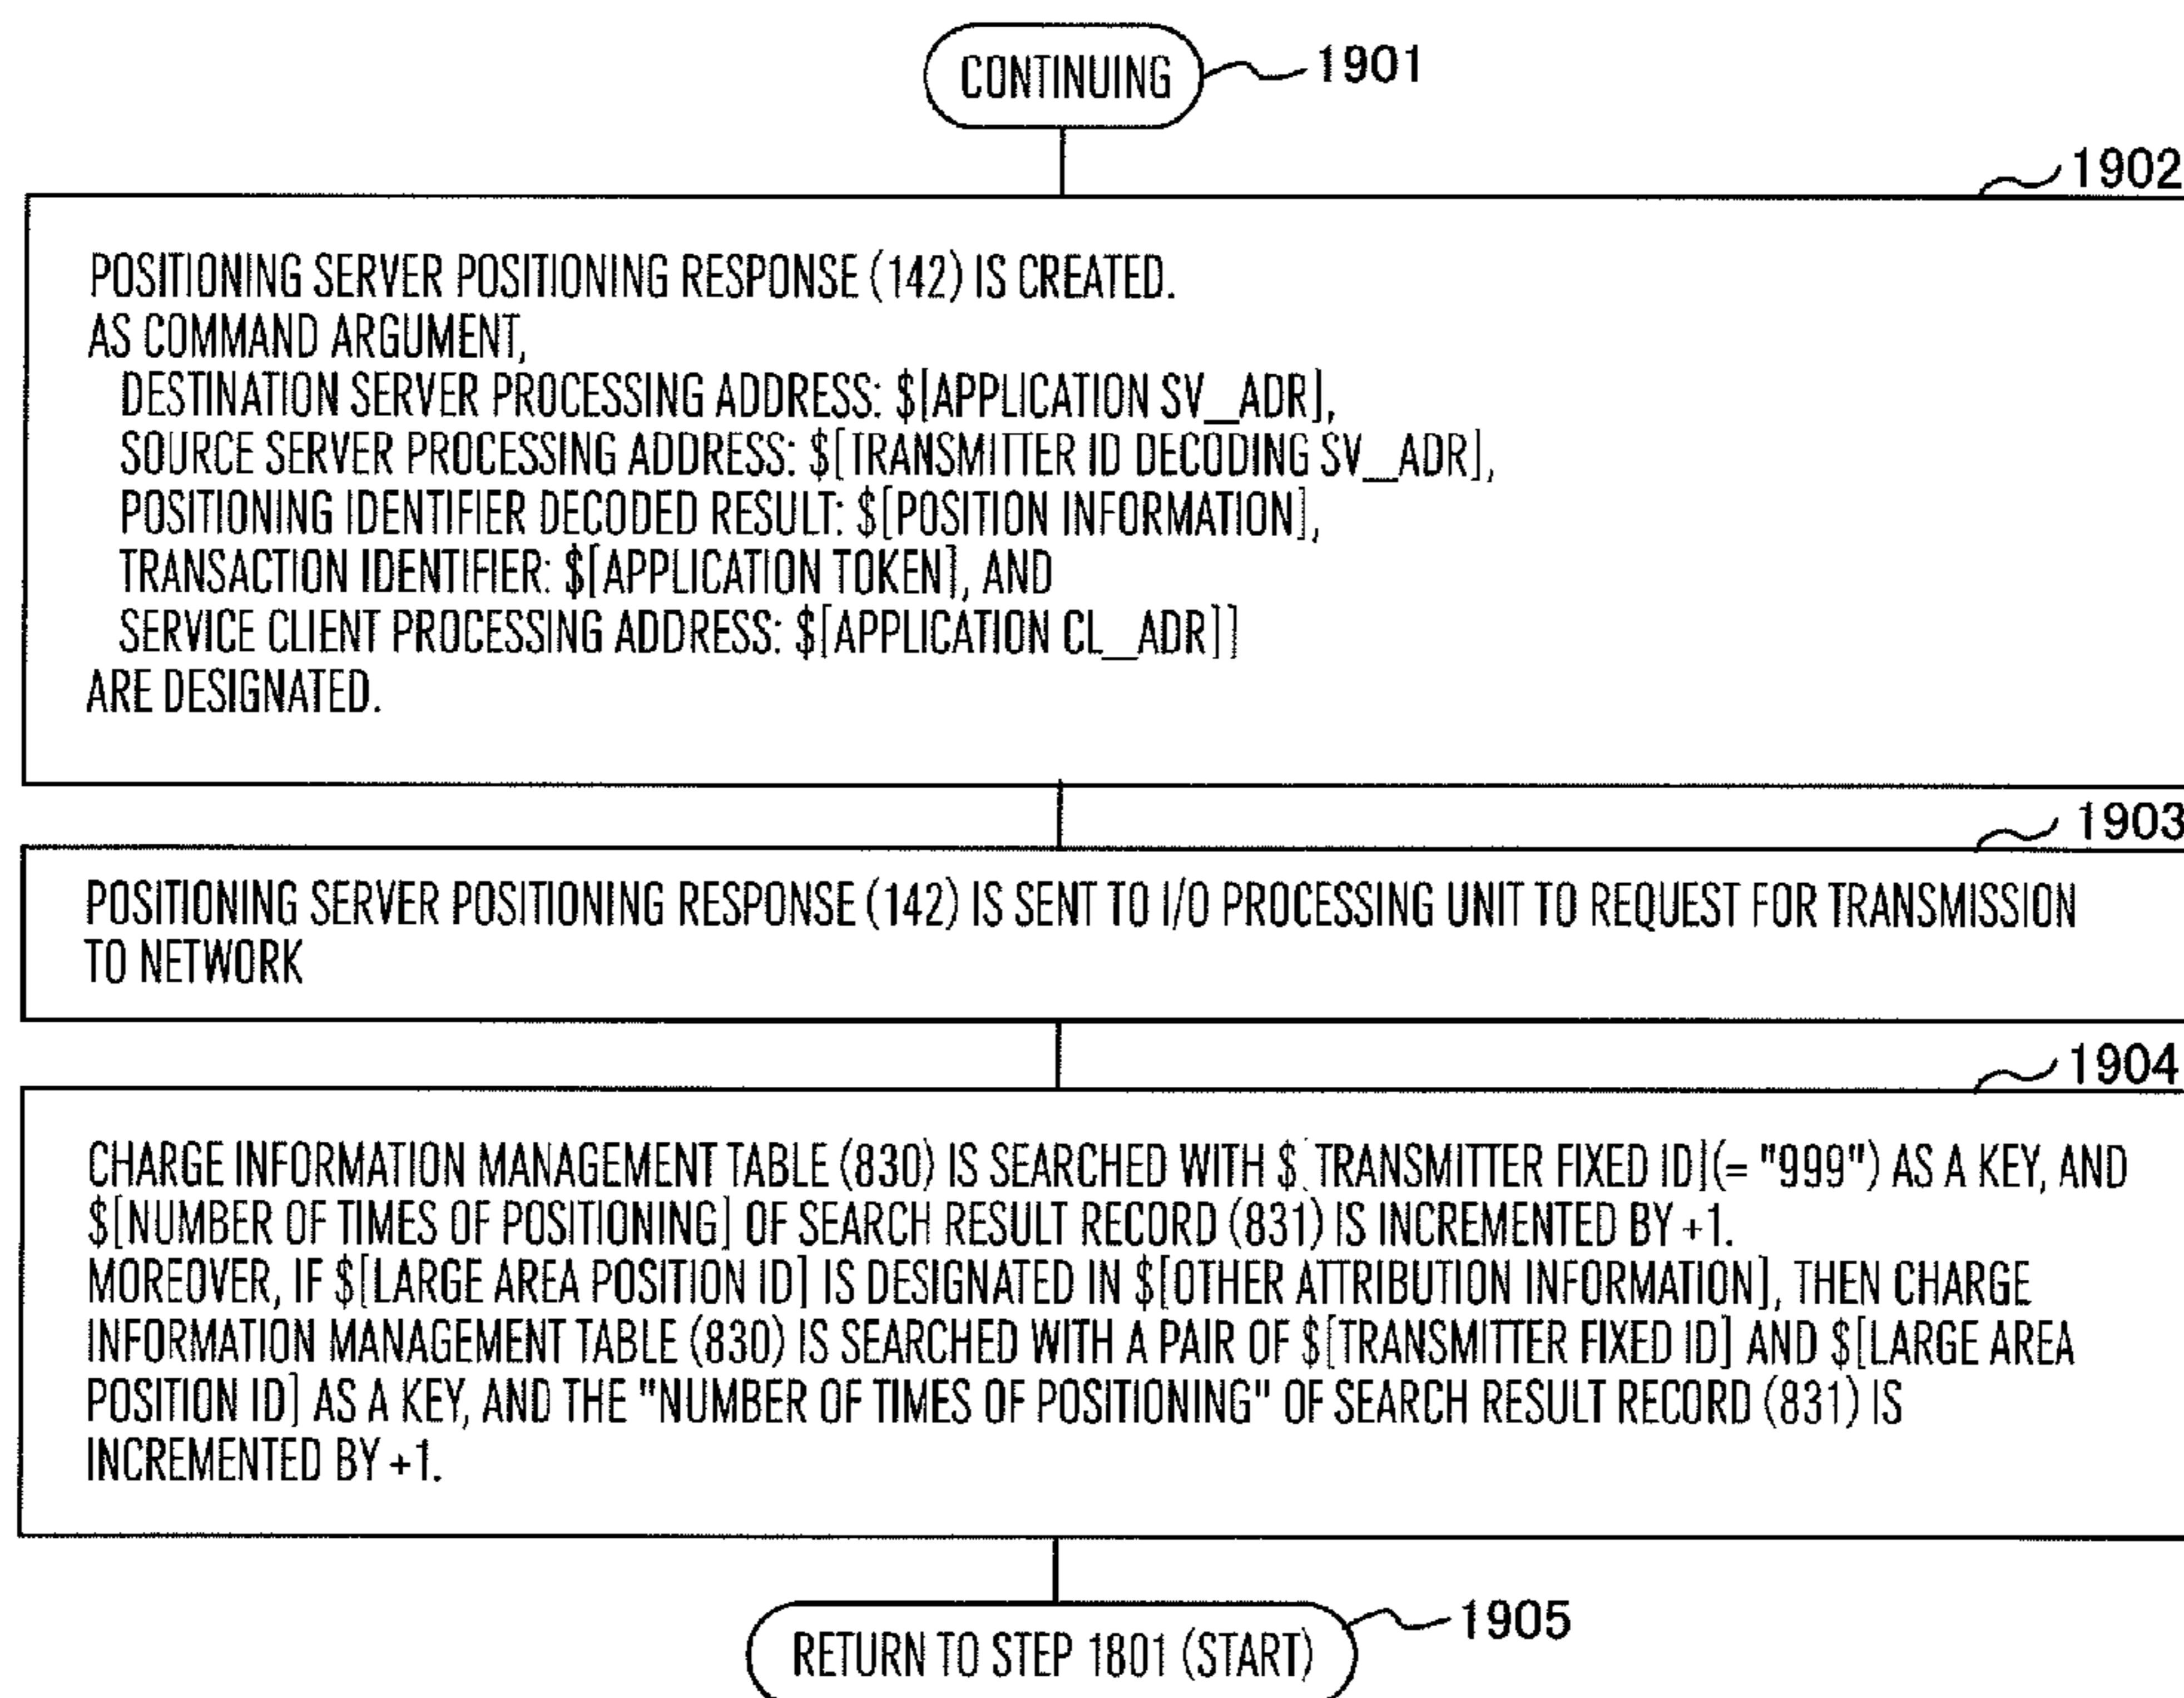 CONTINUING
1901
1902
POSITIONING SERVER POSITIONING RESPONSE (142) IS CREATED.
AS COMMAND ARGUMENT,
DESTINATION SERVER PROCESSING ADDRESS: $[APPLICATION SV_ADR],
SOURCE SERVER PROCESSING ADDRESS: $[TRANSMITTER ID DECODING SV_ADR],
POSITIONING IDENTIFIER DECODED RESULT: $[POSITION INFORMATION],
TRANSACTION IDENTIFIER: $[APPLICATION TOKEN], AND
SERVICE CLIENT PROCESSING ADDRESS: $[APPLICATION CL_ADR]]
ARE DESIGNATED.
1903
POSITIONING SERVER POSITIONING RESPONSE (142) IS SENT TO I/O PROCESSING UNIT TO REQUEST FOR TRANSMISSION
TO NETWORK
1904
CHARGE INFORMATION MANAGEMENT TABLE (830) IS SEARCHED WITH $[TRANSMITTER FIXED ID](= "999") AS A KEY, AND
$[NUMBER OF TIMES OF POSITIONING] OF SEARCH RESULT RECORD (831) IS INCREMENTED BY +1.
MOREOVER, IF $[LARGE AREA POSITION ID] IS DESIGNATED IN $[OTHER ATTRIBUTION INFORMATION], THEN CHARGE
INFORMATION MANAGEMENT TABLE (830) IS SEARCHED WITH A PAIR OF $[TRANSMITTER FIXED ID] AND $[LARGE AREA
POSITION ID] AS A KEY, AND THE "NUMBER OF TIMES OF POSITIONING" OF SEARCH RESULT RECORD (831) IS
INCREMENTED BY +1.
RETURN TO STEP 1801 (START)
1905